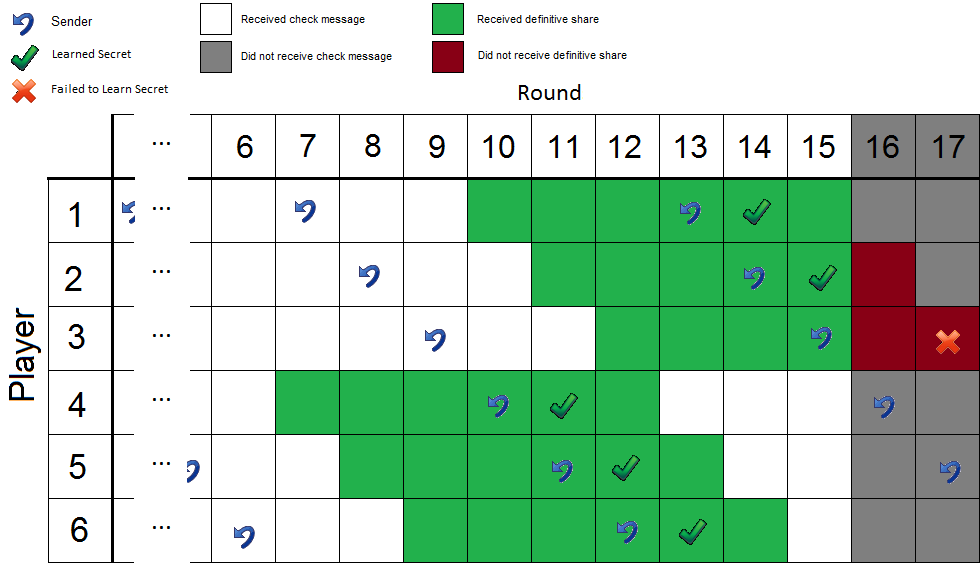 Sender
Received check message
Received definitive share
Learned Secret
Did not receive check message
Did not receive definitive share
Failed to Learn Secret
Round
... 6 7 8 9 10 11 12 13 14 15 16 17
1 ...
2 ...
3 ...
4 ...
5 ...
6 ...
Player